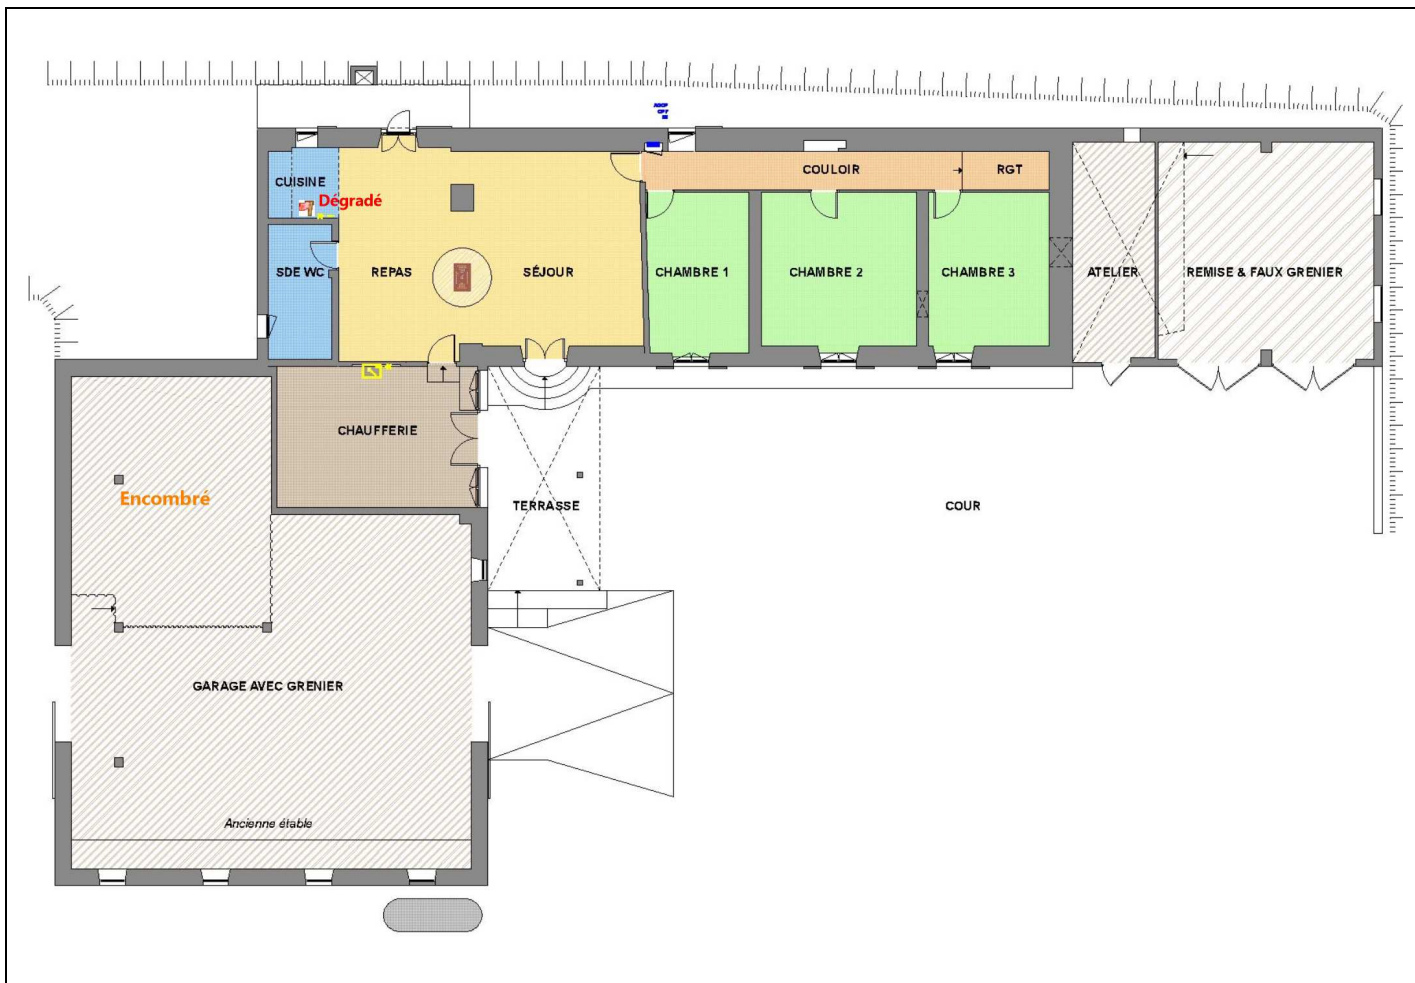 CUISINE
Dégradé
COULOIR
RGT
SDE WC
REPAS
SÉJOUR
CHAMBRE 1
CHAMBRE 2
CHAMBRE 3
ATELIER
REMISE & FAUX GRENIER
CHAUFFERIE
Encombré
TERRASSE
COUR
GARAGE AVEC GRENIER
Ancienne étable